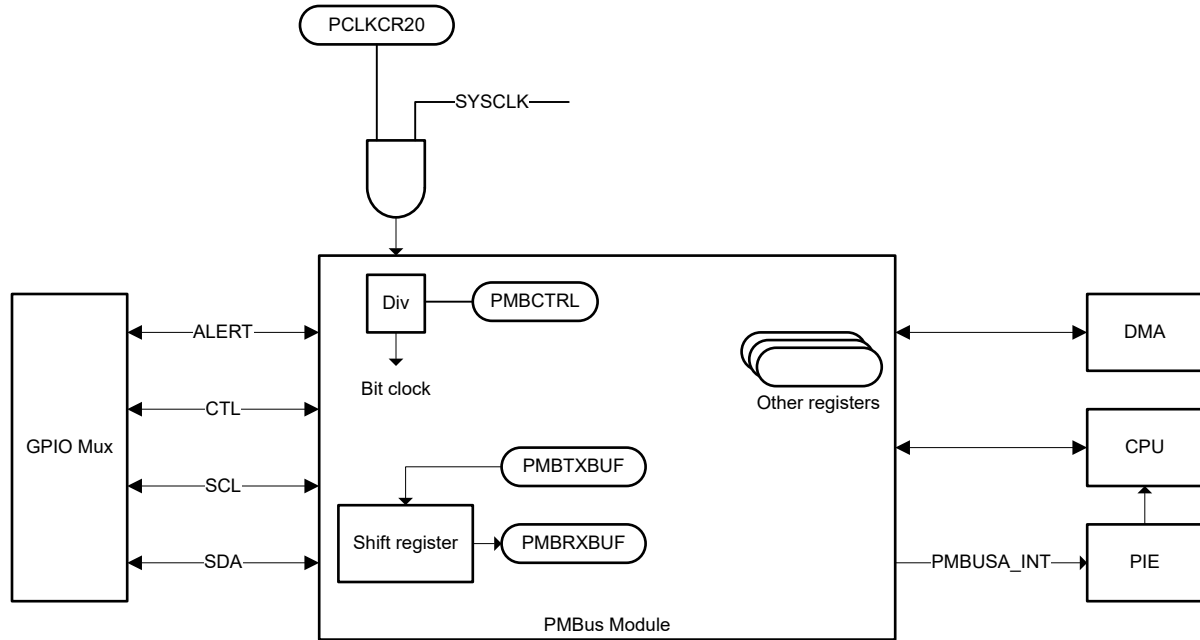 PCLKCR20
SYSCLK
Div
PMBCTRL
Bit clock
Other registers
ALERT
CTL
SCL
SDA
GPIO Mux
PMBTXBUF
Shift register
PMBRXBUF
PMBus Module
DMA
CPU
PMBUSA_INT
PIE